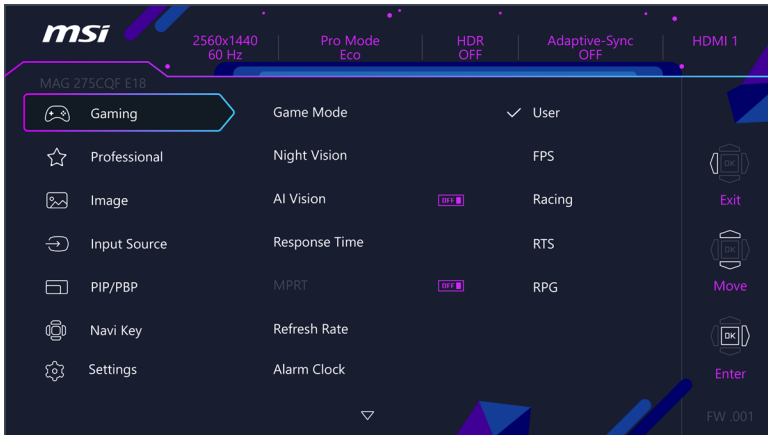 msi
2560x1440
60 Hz
Pro Mode
Eco
HDR
OFF
Adaptive-Sync
OFF
HDMI 1
MAG 275CQF E18
Gaming
Professional
Image
Input Source
PIP/PBP
Navi Key
Settings
Game Mode
Night Vision
AI Vision
OFF
Response Time
MPRT
OFF
Refresh Rate
Alarm Clock
User
FPS
Racing
RTS
RPG
OK
Exit
OK
Move
OK
Enter
FW .001